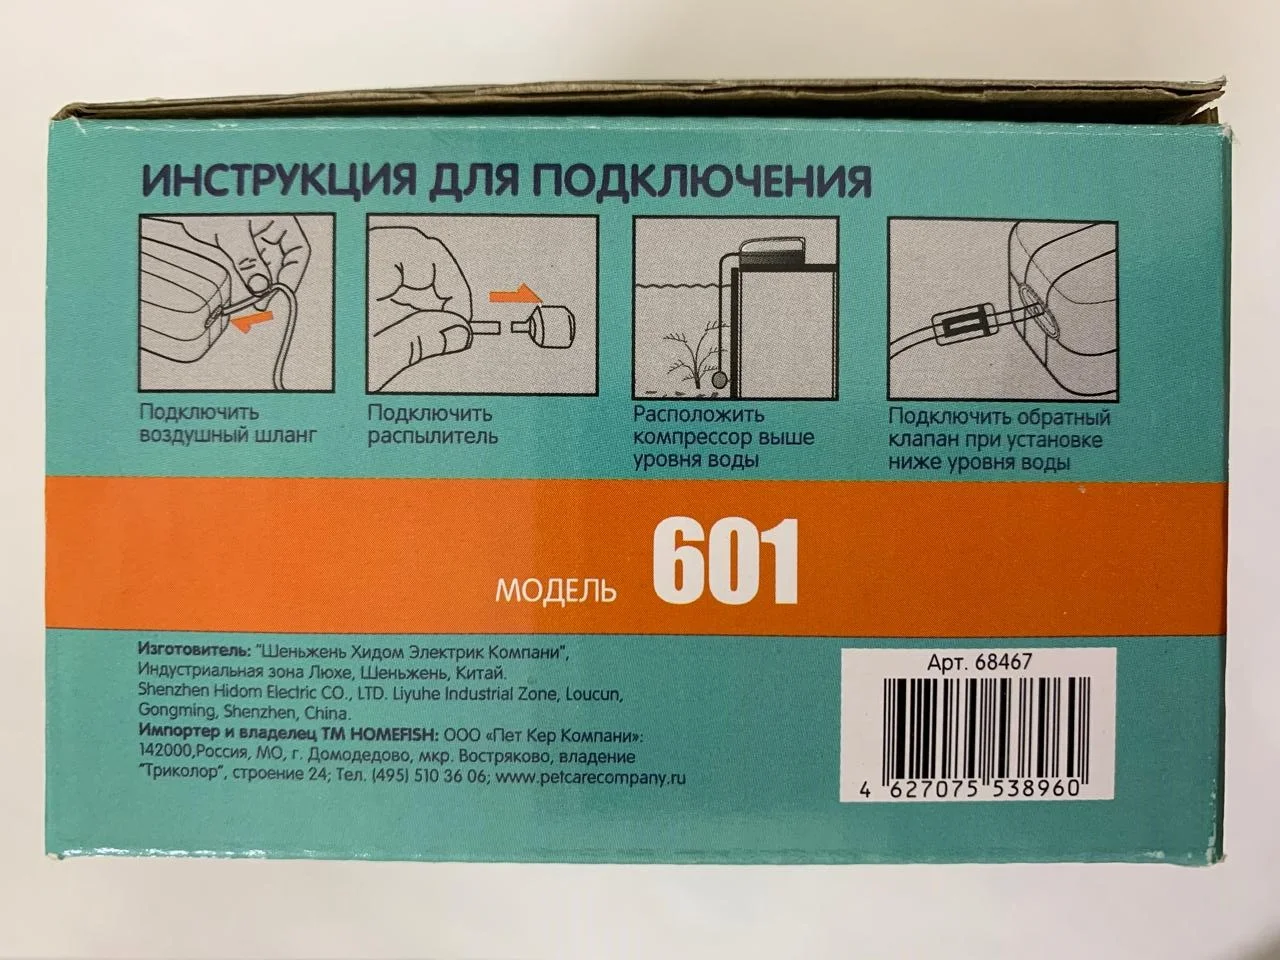 ИНСТРУКЦИЯ ДЛЯ ПОДКЛЮЧЕНИЯ
Подключить
воздушный шланг
Подключить
распылитель
Расположить
компрессор выше
уровня воды
Подключить обратный
клапан при установке
ниже уровня воды
МОДЕЛЬ 601
Изготовитель: "Шеньжень Хидом Электрик Компани",
Индустриальная зона Люхе, Шеньжень, Китай.
Shenzhen Hidom Electric CO., LTD. Liyuhe Industrial Zone, Loucun,
Gongming, Shenzhen, China.
Импортер и владелец ТМ HOMEFISH: ООО «Пет Кер Компани»:
142000,Россия, МО, г. Домодедово, мкр. Востряково, владение
"Триколор", строение 24; Тел. (495) 510 36 06; www.petcarecompany.ru
Арт. 68467
4 627075 538960